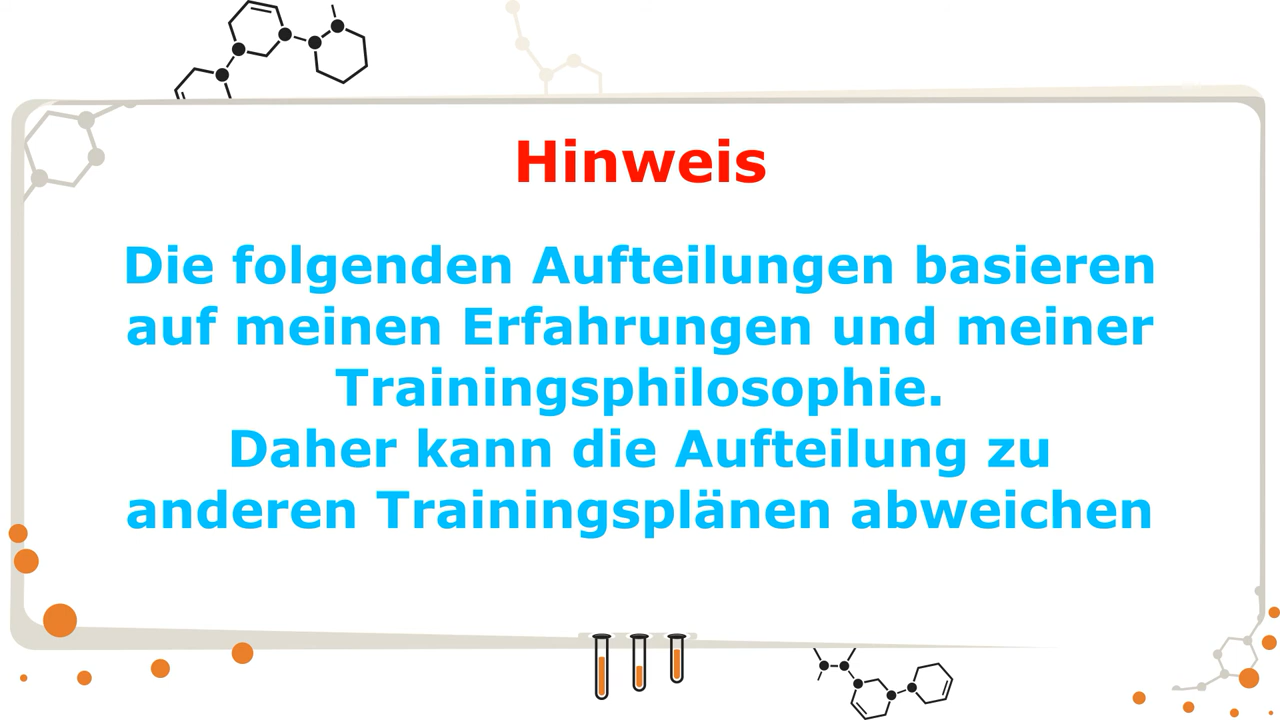 Hinweis
Die folgenden Aufteilungen basieren
auf meinen Erfahrungen und meiner
Trainingsphilosophie.
Daher kann die Aufteilung zu
anderen Trainingsplänen abweichen